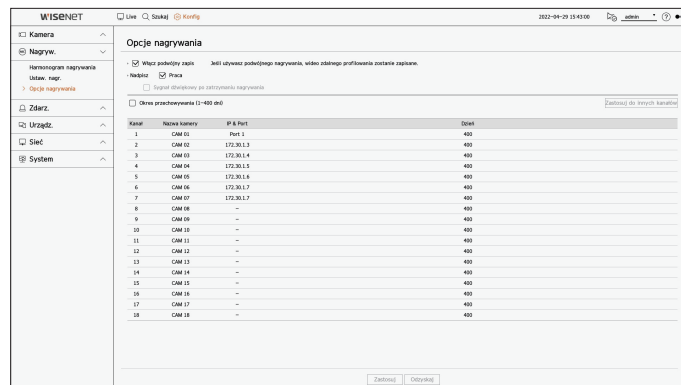 WISENET Live Szukaj Konfig 2022-04-29 15:43:00 admin
Kamera
Nagryw.
Harmonogram nagrywania
Ustaw. nagr.
> Opcje nagrywania
Zdarz.
Urządz.
Sieć
System
Opcje nagrywania
Włącz podwójny zapis Jeśli używasz podwójnego nagrywania, wideo zdalnego profilowania zostanie zapisane.
Nadpisz Praca
Sygnał dźwiękowy po zatrzymaniu nagrywania
Okres przechowywania (1~400 dni) Zastosuj do innych kanałów
Kanał Nazwa kamery IP & Port Dzień
1 CAM 01 Port 1 400
2 CAM 02 172.30.1.3 400
3 CAM 03 172.30.1.4 400
4 CAM 04 172.30.1.5 400
5 CAM 05 172.30.1.6 400
6 CAM 06 172.30.1.7 400
7 CAM 07 172.30.1.7 400
8 CAM 08 – 400
9 CAM 09 – 400
10 CAM 10 – 400
11 CAM 11 – 400
12 CAM 12 – 400
13 CAM 13 – 400
14 CAM 14 – 400
15 CAM 15 – 400
16 CAM 16 – 400
17 CAM 17 – 400
18 CAM 18 – 400
Zastosuj Odzyskaj